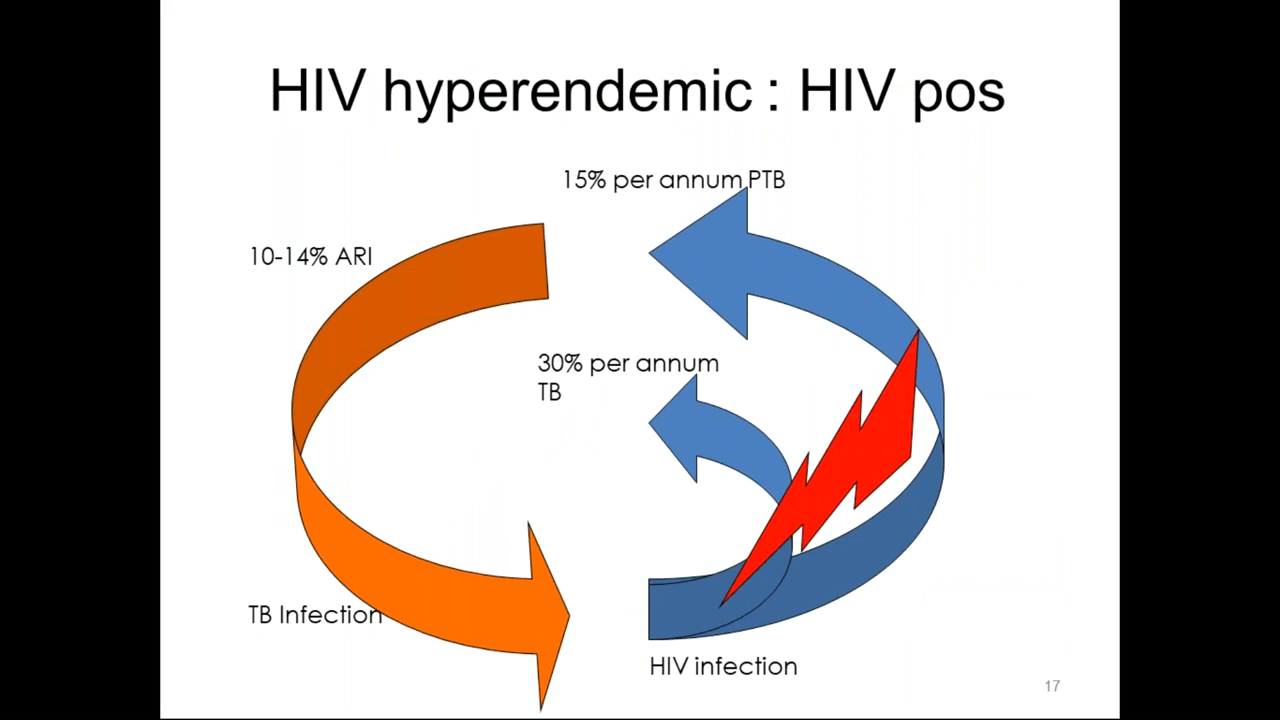 HIV hyperendemic : HIV pos
15% per annum PTB
10-14% ARI
30% per annum
TB
TB Infection
HIV infection
17